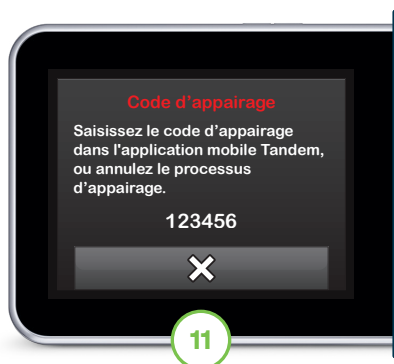 Code d'appairage
Saisissez le code d'appairage
dans l'application mobile Tandem,
ou annulez le processus
d'appairage.
123456
11